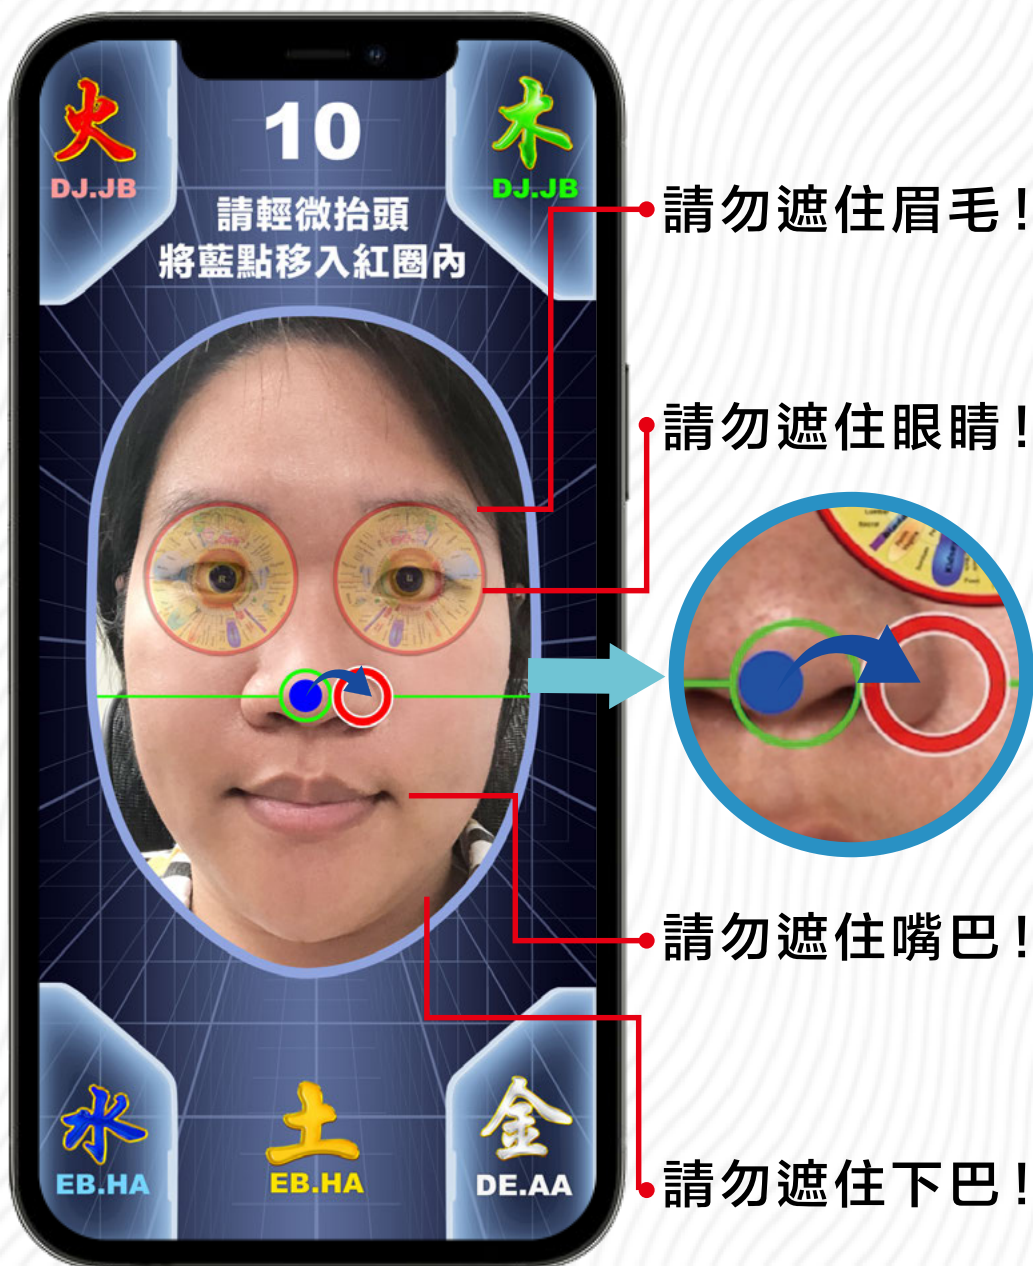 火
DJ.JB
10
木
DJ.JB
請輕微抬頭
將藍點移入紅圈內
請勿遮住眉毛!
請勿遮住眼睛!
請勿遮住嘴巴!
請勿遮住下巴!
水
EB.HA
土
EB.HA
金
DE.AA